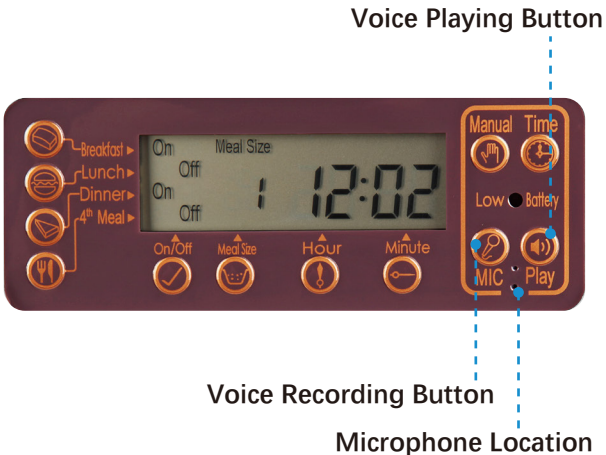 Voice Playing Button
Manual Time
Breakfast
Lunch
Dinner
4th Meal
On Meal Size
Off
On
Off
1 12:02
Low Battery
On/Off Meal Size Hour Minute
MIC Play
Voice Recording Button
Microphone Location